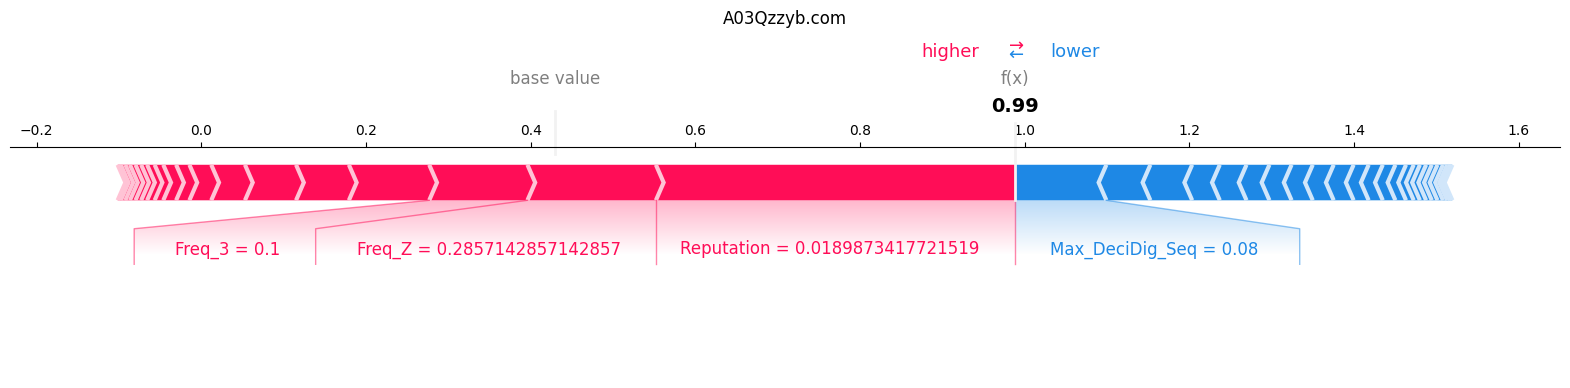 A03Qzzyb.com
higher ⇄ lower
base value f(x)
0.99
−0.2 0.0 0.2 0.4 0.6 0.8 1.0 1.2 1.4 1.6
Freq_3 = 0.1 Freq_Z = 0.2857142857142857 Reputation = 0.0189873417721519 Max_DeciDig_Seq = 0.08